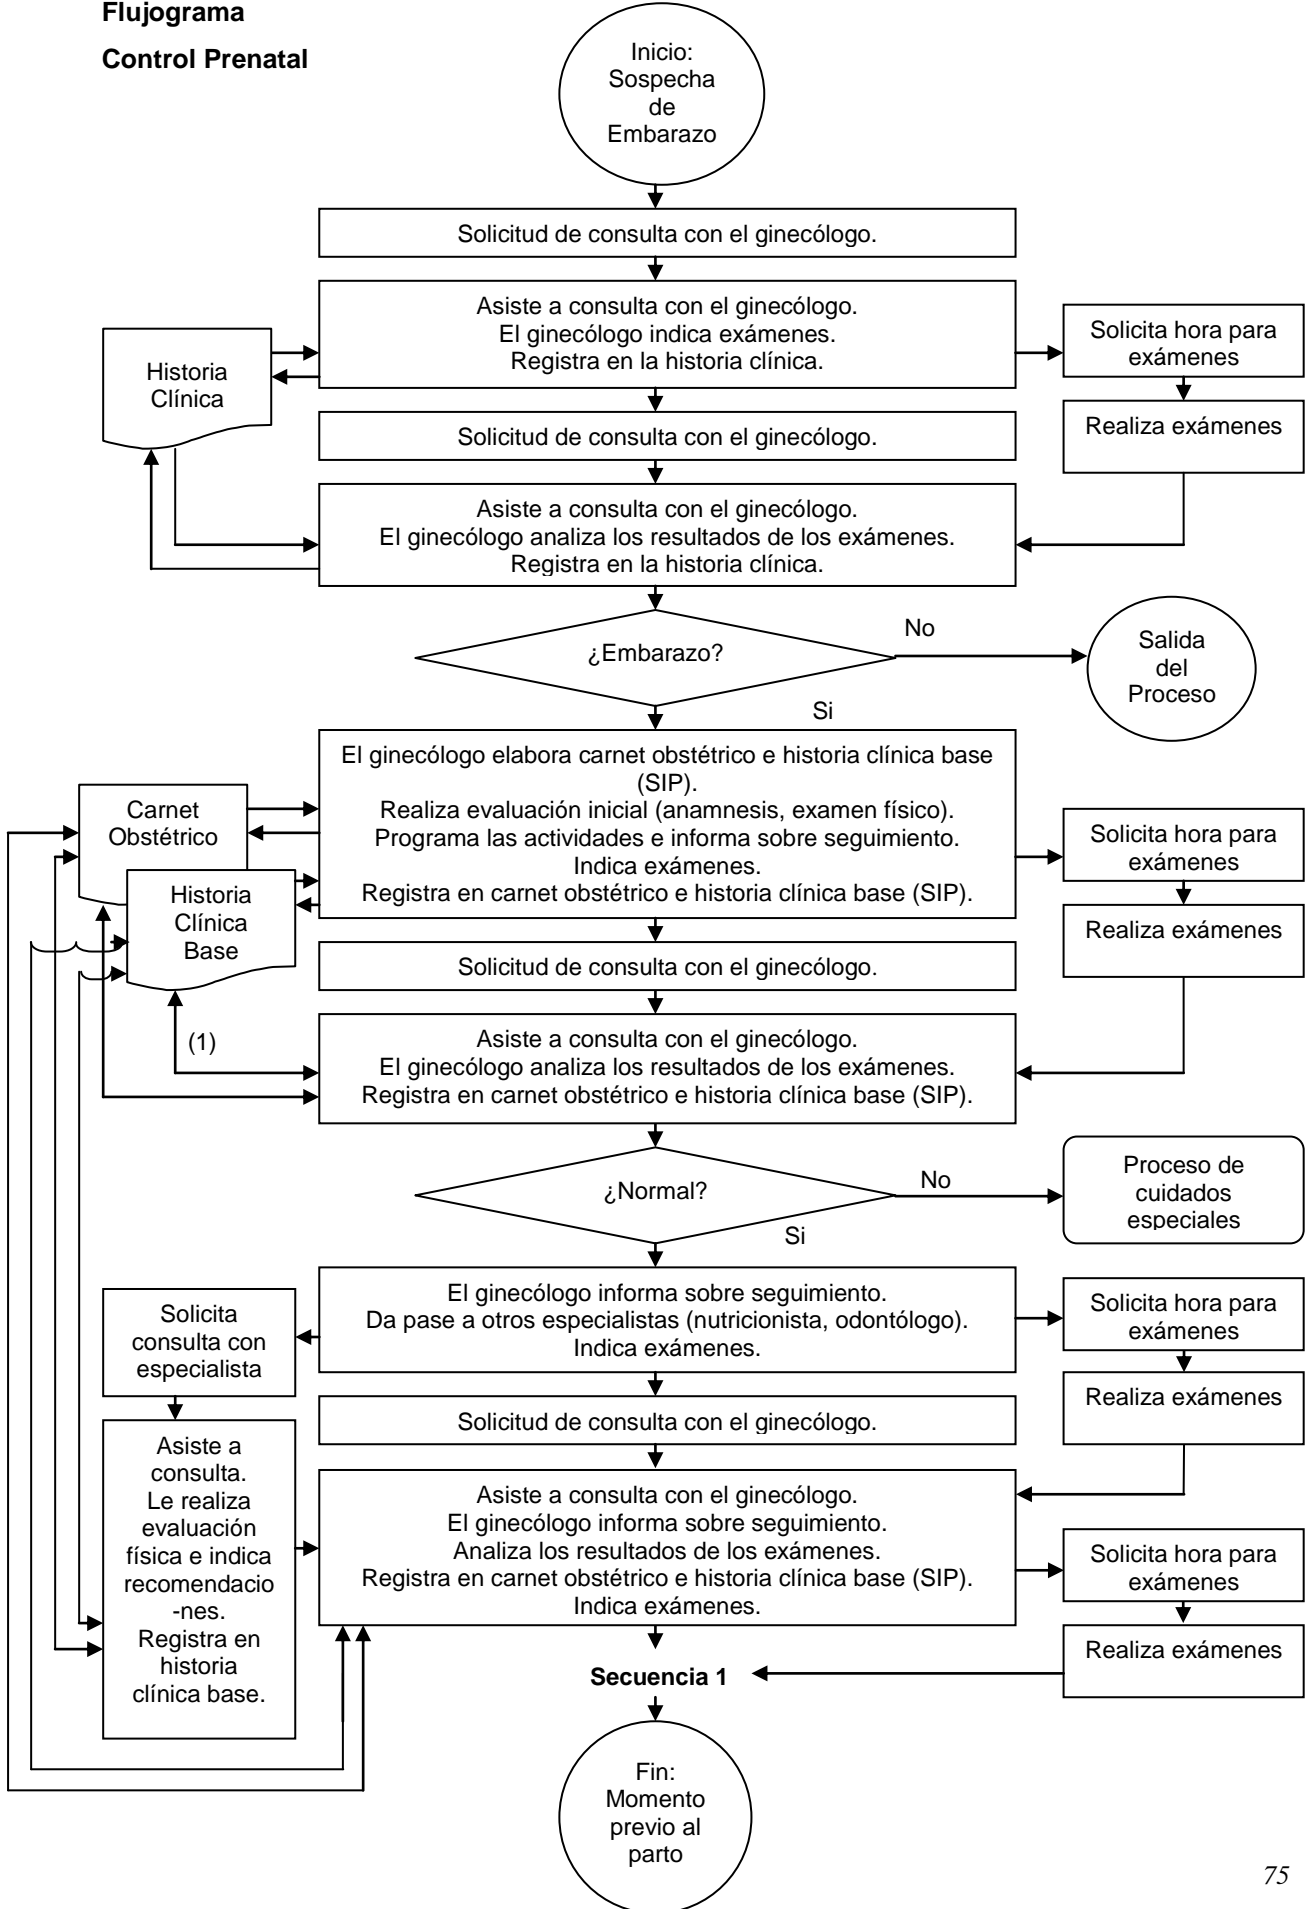 Flujograma
Control Prenatal
Inicio:
Sospecha
de
Embarazo
Solicitud de consulta con el ginecólogo.
Asiste a consulta con el ginecólogo.
El ginecólogo indica exámenes.
Registra en la historia clínica.
Solicita hora para
exámenes
Historia
Clínica
Realiza exámenes
Solicitud de consulta con el ginecólogo.
Asiste a consulta con el ginecólogo.
El ginecólogo analiza los resultados de los exámenes.
Registra en la historia clínica.
¿Embarazo?
No
Salida
del
Proceso
Si
El ginecólogo elabora carnet obstétrico e historia clínica base
(SIP).
Realiza evaluación inicial (anamnesis, examen físico).
Programa las actividades e informa sobre seguimiento.
Indica exámenes.
Registra en carnet obstétrico e historia clínica base (SIP).
Carnet
Obstétrico
Historia
Clínica
Base
Solicita hora para
exámenes
Realiza exámenes
Solicitud de consulta con el ginecólogo.
(1)
Asiste a consulta con el ginecólogo.
El ginecólogo analiza los resultados de los exámenes.
Registra en carnet obstétrico e historia clínica base (SIP).
¿Normal?
No
Proceso de
cuidados
especiales
Si
El ginecólogo informa sobre seguimiento.
Da pase a otros especialistas (nutricionista, odontólogo).
Indica exámenes.
Solicita
consulta con
especialista
Solicita hora para
exámenes
Realiza exámenes
Solicitud de consulta con el ginecólogo.
Asiste a
consulta.
Le realiza
evaluación
física e indica
recomendacio
-nes.
Registra en
historia
clínica base.
Asiste a consulta con el ginecólogo.
El ginecólogo informa sobre seguimiento.
Analiza los resultados de los exámenes.
Registra en carnet obstétrico e historia clínica base (SIP).
Indica exámenes.
Solicita hora para
exámenes
Realiza exámenes
Secuencia 1
Fin:
Momento
previo al
parto
75